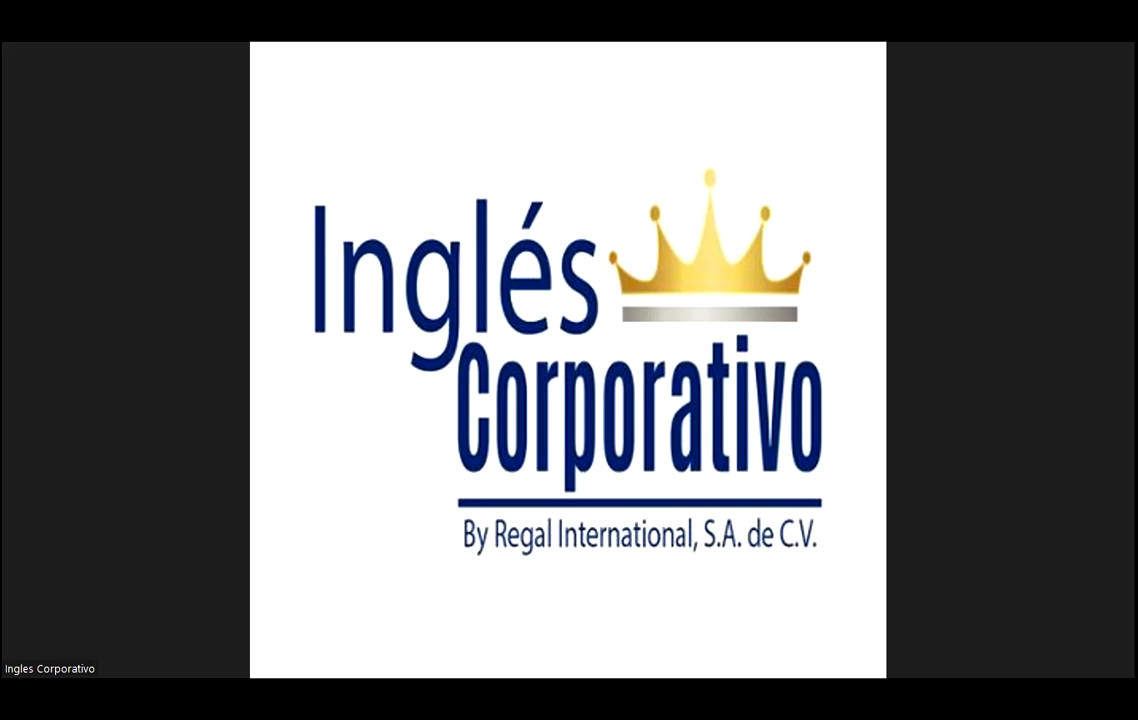 Inglés
Corporativo
By Regal International, S.A. de C.V.
Ingles Corporativo